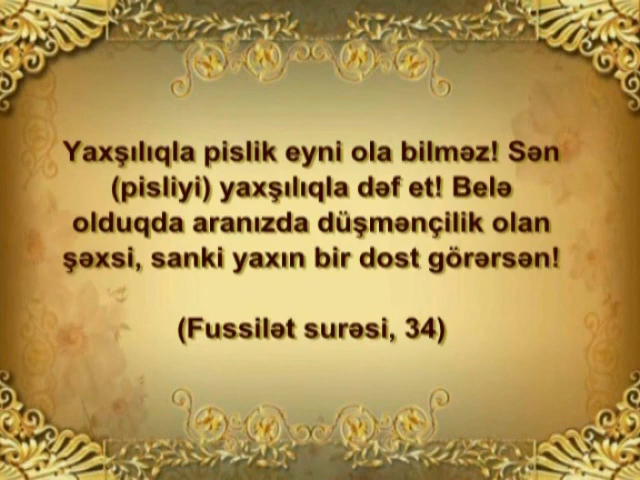 Yaxşılıqla pislik eyni ola bilməz! Sən
(pisliyi) yaxşılıqla dəf et! Belə
olduqda aranızda düşmənçilik olan
şəxsi, sanki yaxın bir dost görərsən!
(Fussilət surəsi, 34)